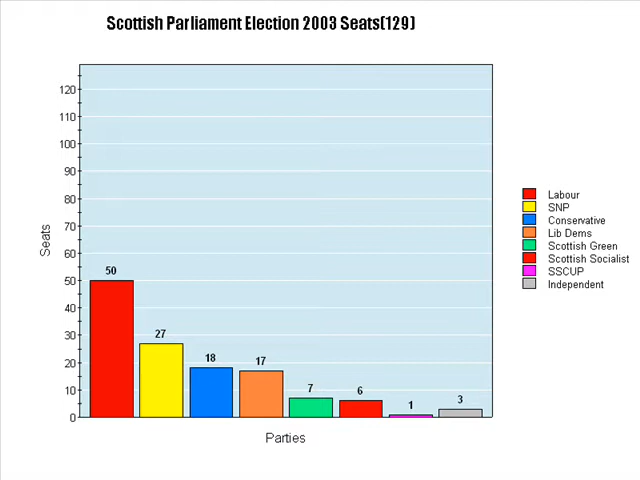 Scottish Parliament Election 2003 Seats(129)
120
110
100
90
80
70
60
50
40
30
20
10
0
Seats
50
27
18
17
7
6
1
3
Parties
Labour
SNP
Conservative
Lib Dems
Scottish Green
Scottish Socialist
SSCUP
Independent